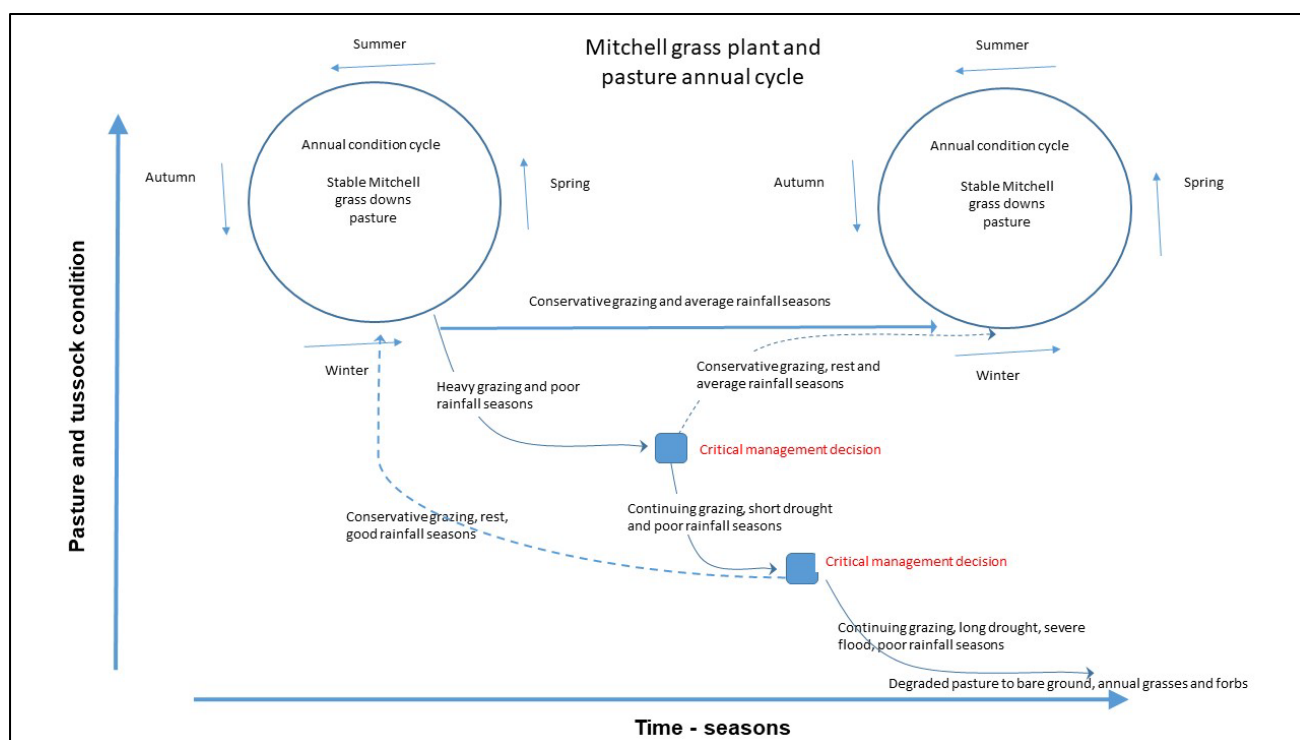 Mitchell grass plant and
pasture annual cycle
Summer
Annual condition cycle
Stable Mitchell
grass downs
pasture
Autumn
Spring
Winter
Summer
Annual condition cycle
Stable Mitchell
grass downs
pasture
Autumn
Spring
Winter
Conservative grazing and average rainfall seasons
Conservative grazing, rest and
average rainfall seasons
Heavy grazing and poor
rainfall seasons
Critical management decision
Continuing grazing, short drought
and poor rainfall seasons
Conservative grazing, rest,
good rainfall seasons
Critical management decision
Continuing grazing, long drought, severe
flood, poor rainfall seasons
Degraded pasture to bare ground, annual grasses and forbs
Pasture and tussock condition
Time - seasons